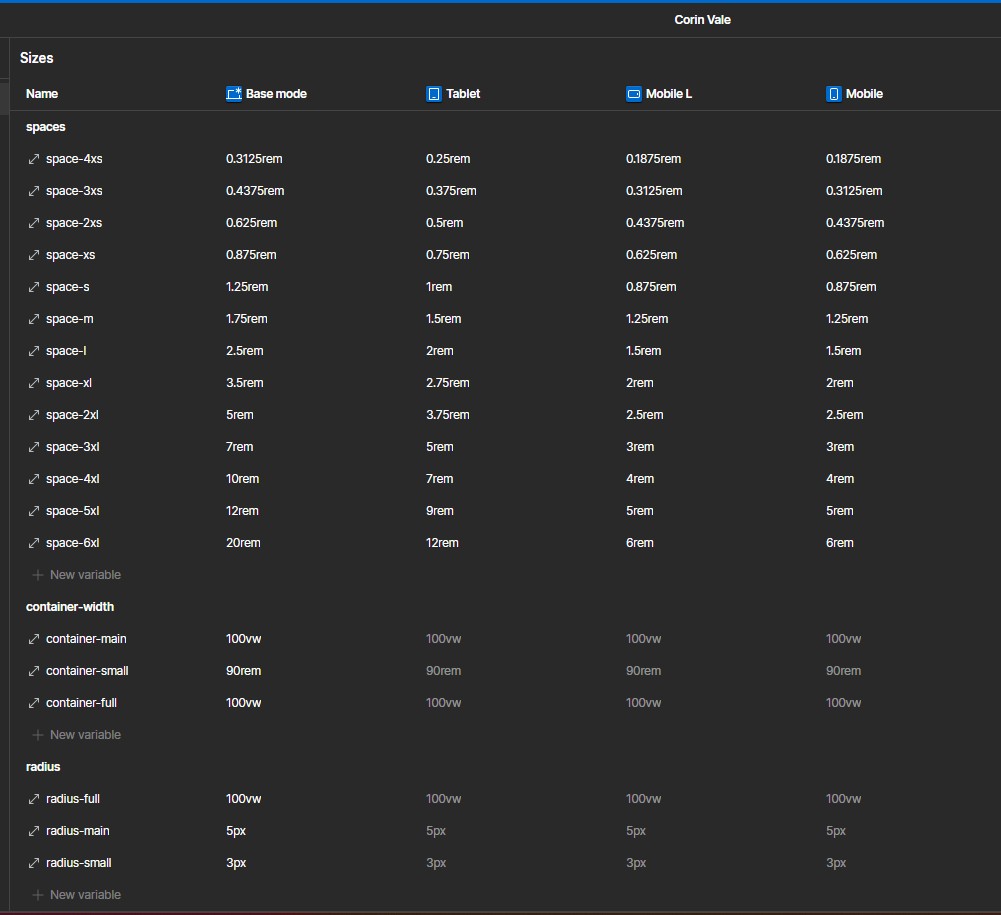 Corin Vale
Sizes
Name Base mode Tablet Mobile L Mobile
spaces
space-4xs 0.3125rem 0.25rem 0.1875rem 0.1875rem
space-3xs 0.4375rem 0.375rem 0.3125rem 0.3125rem
space-2xs 0.625rem 0.5rem 0.4375rem 0.4375rem
space-xs 0.875rem 0.75rem 0.625rem 0.625rem
space-s 1.25rem 1rem 0.875rem 0.875rem
space-m 1.75rem 1.5rem 1.25rem 1.25rem
space-l 2.5rem 2rem 1.5rem 1.5rem
space-xl 3.5rem 2.75rem 2rem 2rem
space-2xl 5rem 3.75rem 2.5rem 2.5rem
space-3xl 7rem 5rem 3rem 3rem
space-4xl 10rem 7rem 4rem 4rem
space-5xl 12rem 9rem 5rem 5rem
space-6xl 20rem 12rem 6rem 6rem
New variable
container-width
container-main 100vw 100vw 100vw 100vw
container-small 90rem 90rem 90rem 90rem
container-full 100vw 100vw 100vw 100vw
New variable
radius
radius-full 100vw 100vw 100vw 100vw
radius-main 5px 5px 5px 5px
radius-small 3px 3px 3px 3px
New variable